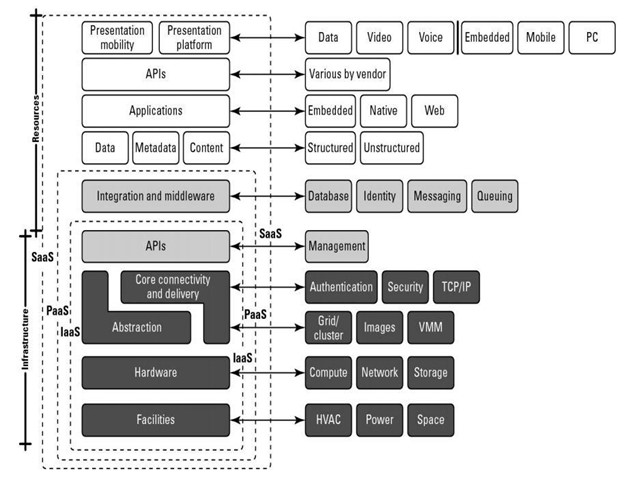 Presentation mobility
Presentation platform
Data
Video
Voice
Embedded
Mobile
PC
APIs
Various by vendor
Applications
Embedded
Native
Web
Data
Metadata
Content
Structured
Unstructured
Resources
Integration and middleware
Database
Identity
Messaging
Queuing
SaaS
APIs
Management
SaaS
Core connectivity
and delivery
Authentication
Security
TCP/IP
PaaS
PaaS
IaaS
Abstraction
Grid/
cluster
Images
VMM
Infrastructure
IaaS
Hardware
Compute
Network
Storage
Facilities
HVAC
Power
Space